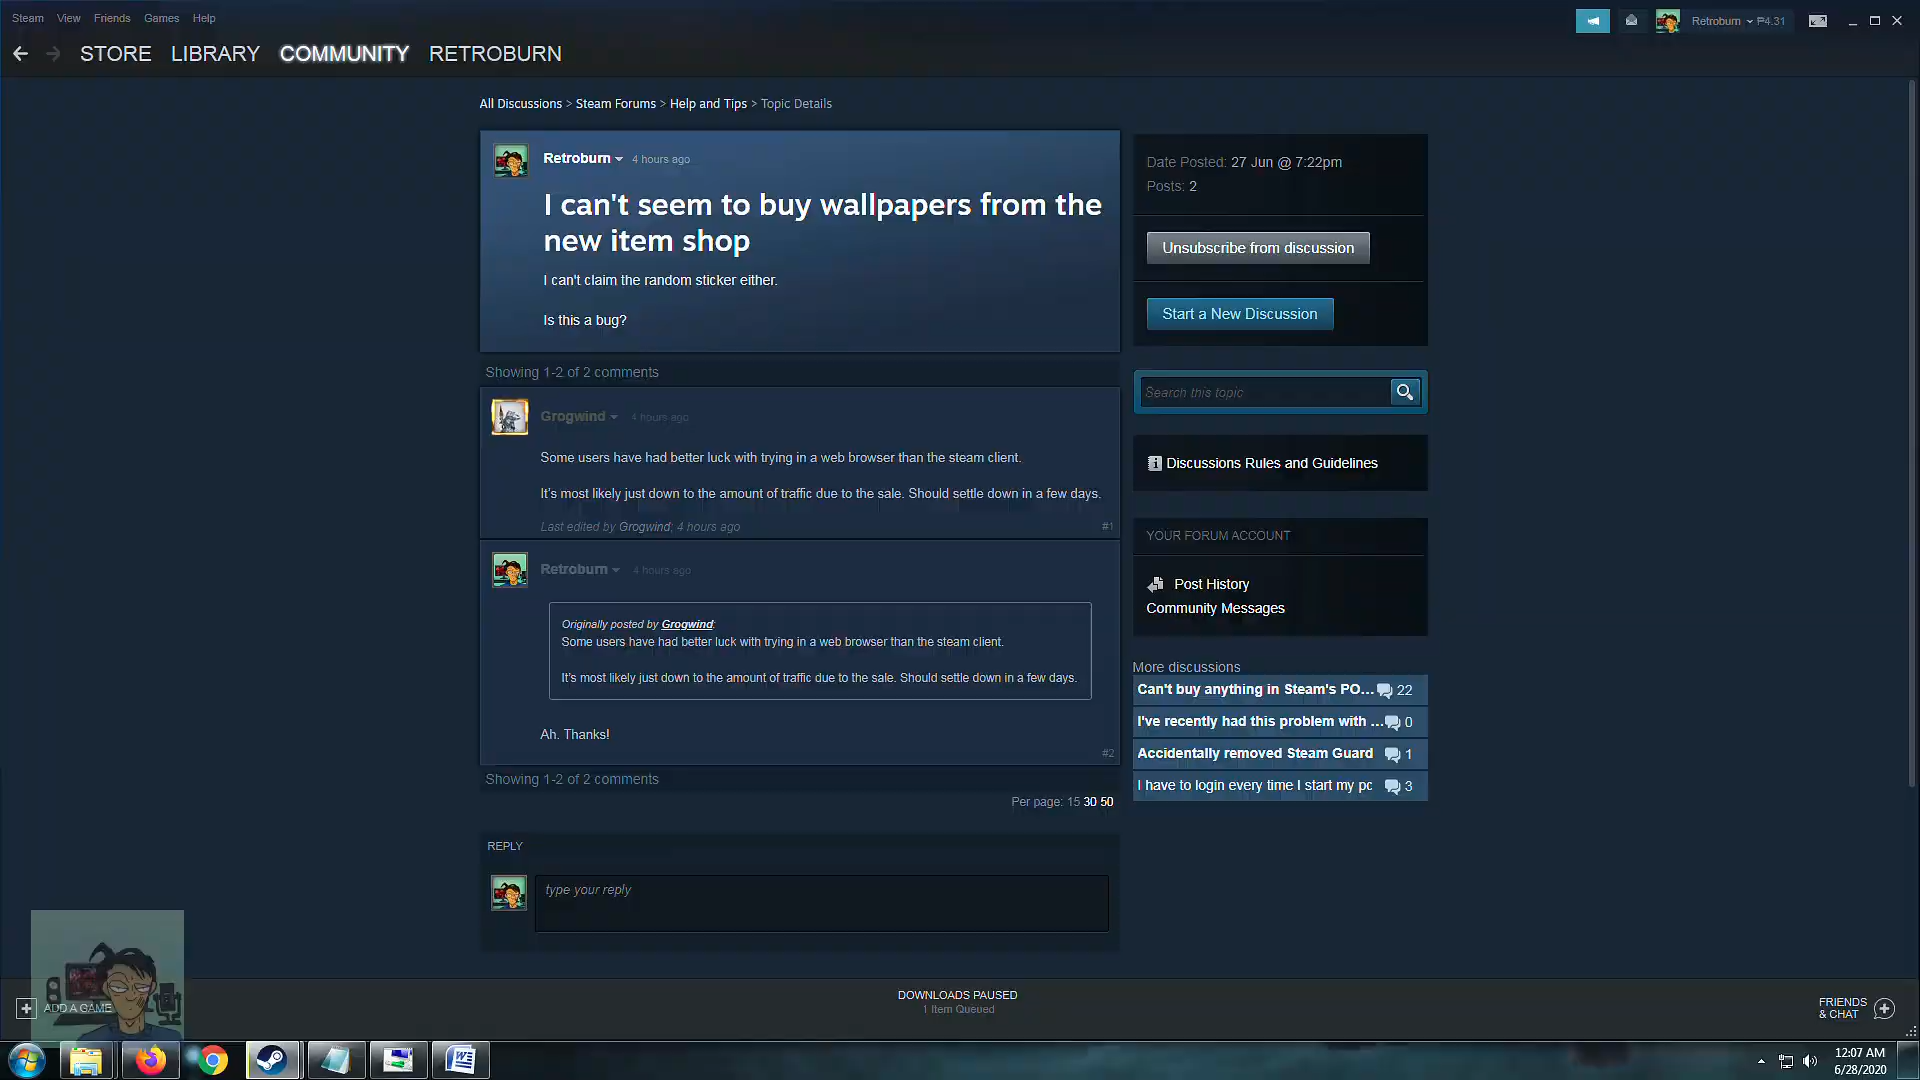 Steam View Friends Games Help
Retroburn ₱4.31
STORE LIBRARY COMMUNITY RETROBURN
All Discussions > Steam Forums > Help and Tips > Topic Details
Retroburn 4 hours ago
I can't seem to buy wallpapers from the
new item shop
I can't claim the random sticker either.
Is this a bug?
Date Posted: 27 Jun @ 7:22pm
Posts: 2
Unsubscribe from discussion
Start a New Discussion
Showing 1-2 of 2 comments
Search this topic
Grogwind 4 hours ago
Some users have had better luck with trying in a web browser than the steam client.
It's most likely just down to the amount of traffic due to the sale. Should settle down in a few days.
Last edited by Grogwind; 4 hours ago
#1
Discussions Rules and Guidelines
YOUR FORUM ACCOUNT
Post History
Community Messages
Retroburn 4 hours ago
Originally posted by Grogwind:
Some users have had better luck with trying in a web browser than the steam client.
It's most likely just down to the amount of traffic due to the sale. Should settle down in a few days.
Ah. Thanks!
#2
More discussions
Can't buy anything in Steam's PO... 22
I've recently had this problem with ... 0
Accidentally removed Steam Guard 1
I have to login every time I start my pc 3
Showing 1-2 of 2 comments
Per page: 15 30 50
REPLY
type your reply
ADD A GAME
DOWNLOADS PAUSED
1 Item Queued
FRIENDS
& CHAT
12:07 AM
6/28/2020